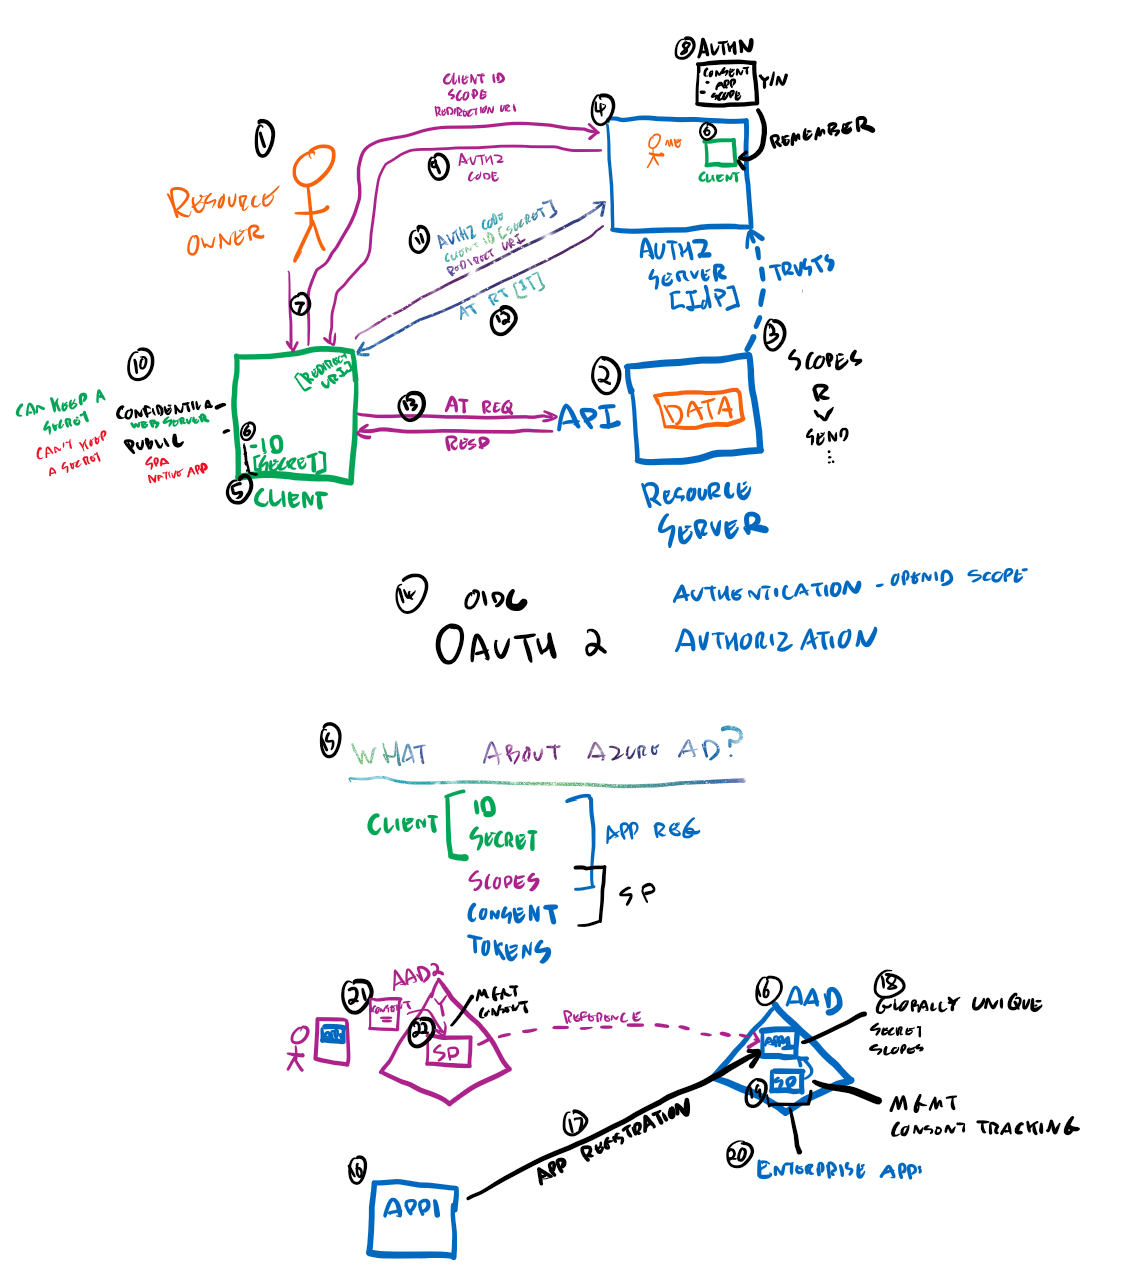 8 AUTHN
CONSENT
- APP
- SCOPE
Y/N
REMEMBER
CLIENT ID
SCOPE
REDIRECTION URI
4
1
ME
6
CLIENT
9 AUTHZ
CODE
RESOURCE
OWNER
11 AUTHZ CODE
CLIENT ID [SECRET]
REDIRECT URI
AUTHZ
SERVER
[IdP]
TRUSTS
7
AT RT [IT]
12
3
SCOPES
R
W
SEND
...
10
[REDIRECT
URI]
CAN KEEP A
SECRET
CONFIDENTIAL -
WEB SERVER
PUBLIC -
CAN'T KEEP
A SECRET
SPA
NATIVE APP
6
- ID
[SECRET]
5 CLIENT
13 AT REQ
RESP
2
API
DATA
RESOURCE
SERVER
14 OIDC
OAUTH 2
AUTHENTICATION - OPENID SCOPE
AUTHORIZATION
15 WHAT ABOUT AZURE AD?
CLIENT
ID
SECRET
APP REG
SCOPES
CONSENT
SP
TOKENS
AAD2
21
CONSENT
22
MGMT
CONSENT
SP
REFERENCE
16 AAD
APP1
18
GLOBALLY UNIQUE
SECRET
SCOPES
19 SP
MGMT
CONSENT TRACKING
17
APP REGISTRATION
20 ENTERPRISE APP1
16
APP1